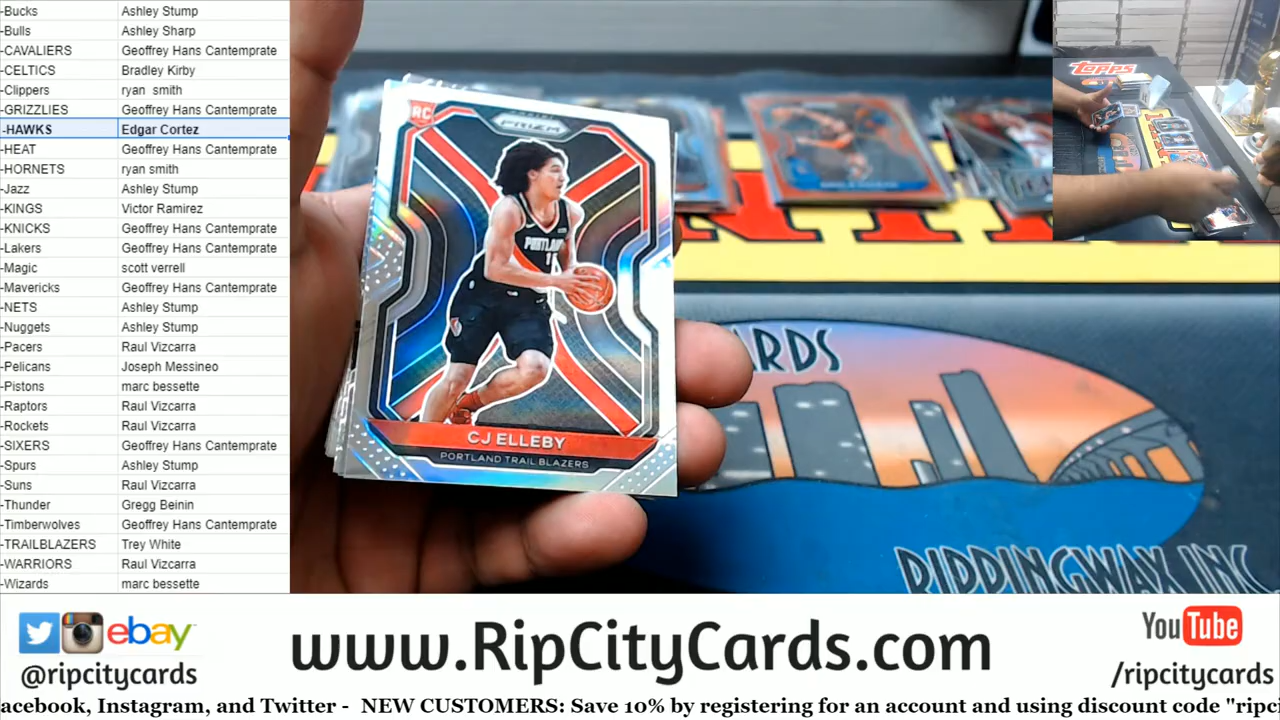 -Bucks Ashley Stump
-Bulls Ashley Sharp
-CAVALIERS Geoffrey Hans Cantemprate
-CELTICS Bradley Kirby
-Clippers ryan smith
-GRIZZLIES Geoffrey Hans Cantemprate
-HAWKS Edgar Cortez
-HEAT Geoffrey Hans Cantemprate
-HORNETS ryan smith
-Jazz Ashley Stump
-KINGS Victor Ramirez
-KNICKS Geoffrey Hans Cantemprate
-Lakers Geoffrey Hans Cantemprate
-Magic scott verrell
-Mavericks Geoffrey Hans Cantemprate
-NETS Ashley Stump
-Nuggets Ashley Stump
-Pacers Raul Vizcarra
-Pelicans Joseph Messineo
-Pistons marc bessette
-Raptors Raul Vizcarra
-Rockets Raul Vizcarra
-SIXERS Geoffrey Hans Cantemprate
-Spurs Ashley Stump
-Suns Raul Vizcarra
-Thunder Gregg Beinin
-Timberwolves Geoffrey Hans Cantemprate
-TRAILBLAZERS Trey White
-WARRIORS Raul Vizcarra
-Wizards marc bessette
RC
PRIZM
PORTLAND
CJ ELLEBY
PORTLAND TRAIL BLAZERS
Topps
ARDS
RIPPINGWAX INC
ebay
@ripcitycards
www.RipCityCards.com
YouTube
/ripcitycards
acebook, Instagram, and Twitter - NEW CUSTOMERS: Save 10% by registering for an account and using discount code "ripc